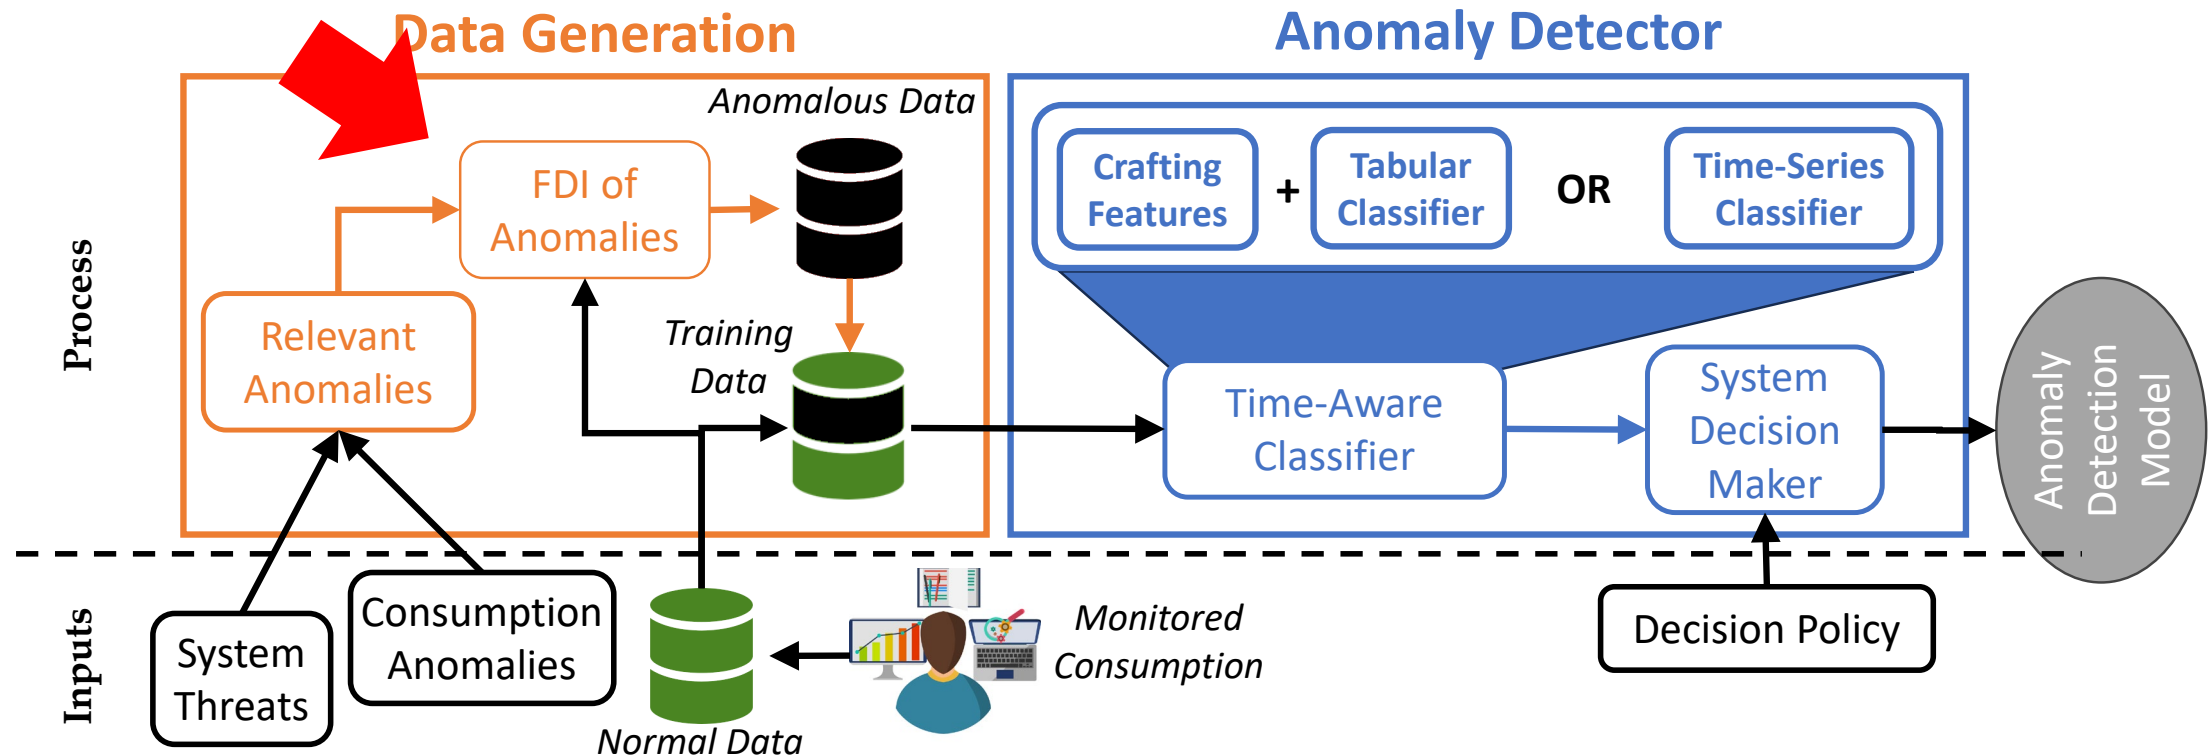 Data Generation
Anomaly Detector
Anomalous Data
Crafting
Features
+
Tabular
Classifier
OR
Time-Series
Classifier
FDI of
Anomalies
Process
Relevant
Anomalies
Training
Data
Time-Aware
Classifier
System
Decision
Maker
Anomaly
Detection
Model
Inputs
System
Threats
Consumption
Anomalies
Normal Data
Monitored
Consumption
Decision Policy